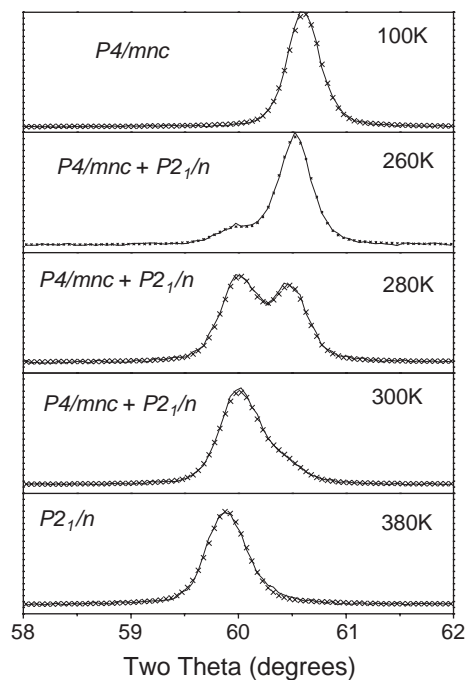 P4/mnc 100K
P4/mnc + P2₁/n 260K
P4/mnc + P2₁/n 280K
P4/mnc + P2₁/n 300K
P2₁/n 380K
58 59 60 61 62
Two Theta (degrees)